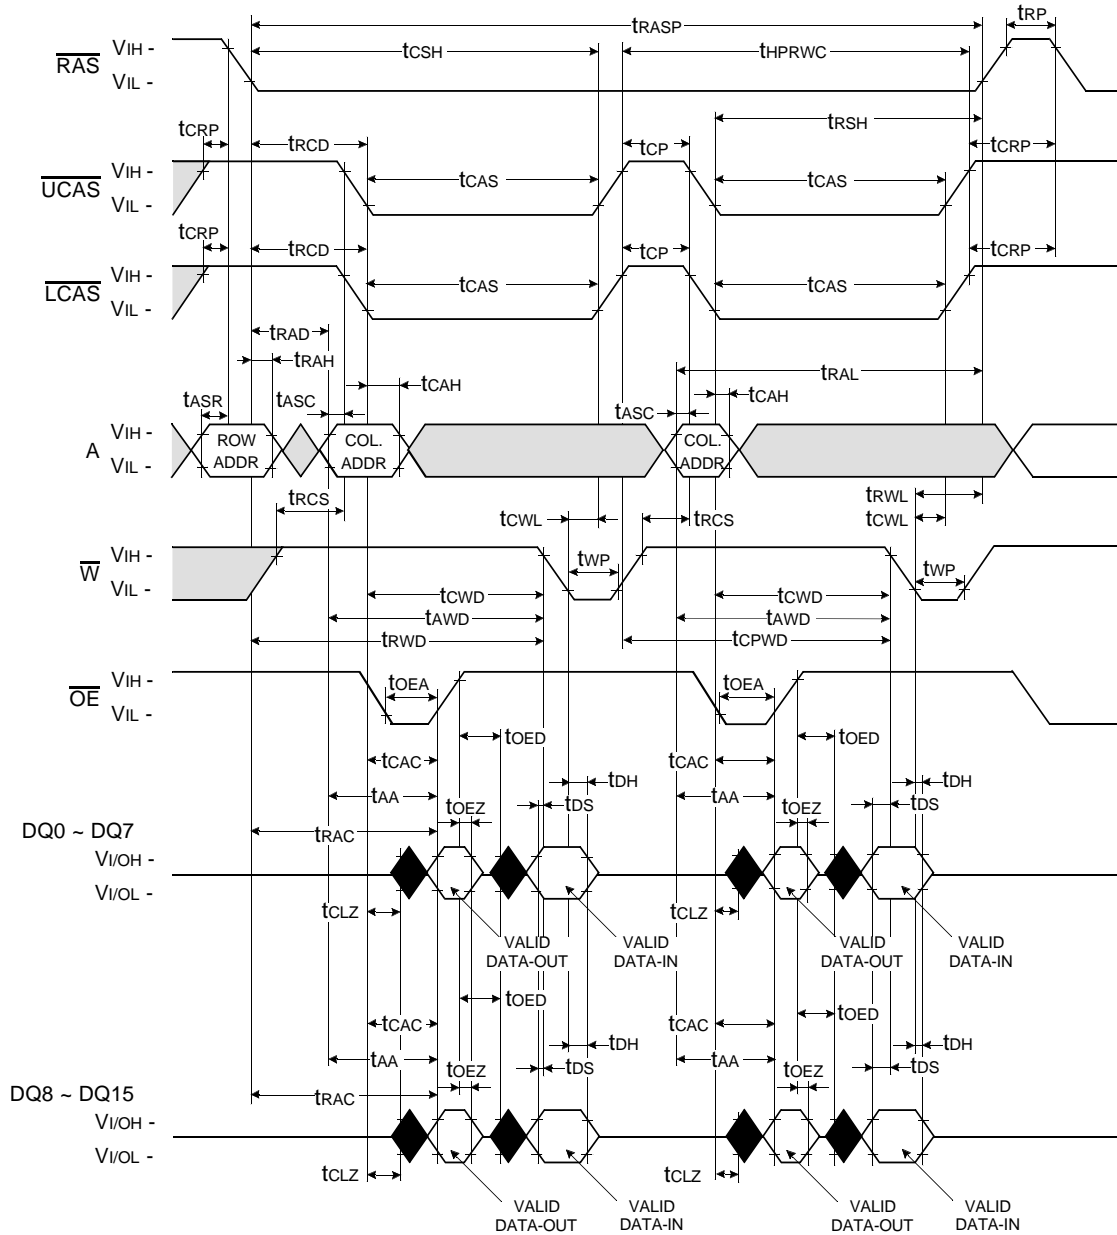 tRASP
tRP
RAS
VIH -
VIL -
tCSH
tHPRWC
tRSH
tCRP
tRCD
tCP
tCRP
UCAS
VIH -
VIL -
tCAS
tCAS
tCRP
tRCD
tCP
tCRP
LCAS
VIH -
VIL -
tCAS
tCAS
tRAD
tRAH
tCAH
tRAL
tCAH
tASR
tASC
tASC
A
VIH -
VIL -
ROW
ADDR
COL.
ADDR
COL.
ADDR
tRCS
tCWL
tRCS
tRWL
tCWL
W
VIH -
VIL -
tWP
tWP
tCWD
tCWD
tAWD
tAWD
tRWD
tCPWD
OE
VIH -
VIL -
tOEA
tOEA
tOED
tOED
tCAC
tCAC
tDH
tDH
tAA
tOEZ
tDS
tAA
tOEZ
tDS
DQ0 ~ DQ7
tRAC
VI/OH -
VI/OL -
tCLZ
tCLZ
VALID
DATA-OUT
VALID
DATA-IN
VALID
DATA-OUT
VALID
DATA-IN
tOED
tOED
tCAC
tCAC
tDH
tDH
tAA
tOEZ
tDS
tAA
tOEZ
tDS
DQ8 ~ DQ15
tRAC
VI/OH -
VI/OL -
tCLZ
tCLZ
VALID
DATA-OUT
VALID
DATA-IN
VALID
DATA-OUT
VALID
DATA-IN